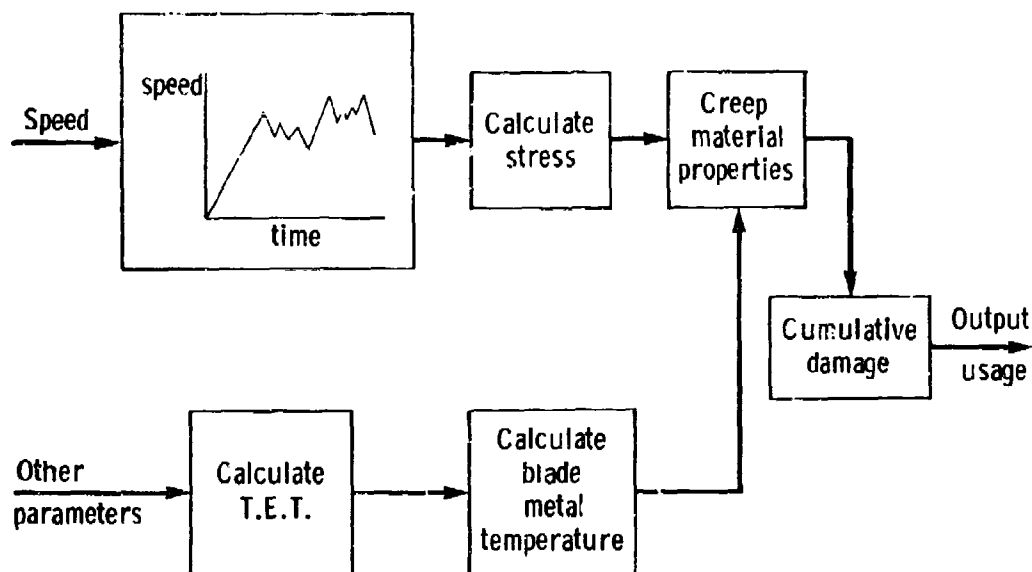 Speed
speed
time
Calculate
stress
Creep
material
properties
Cumulative
damage
Output
usage
Other
parameters
Calculate
T.E.T.
Calculate
blade
metal
temperature